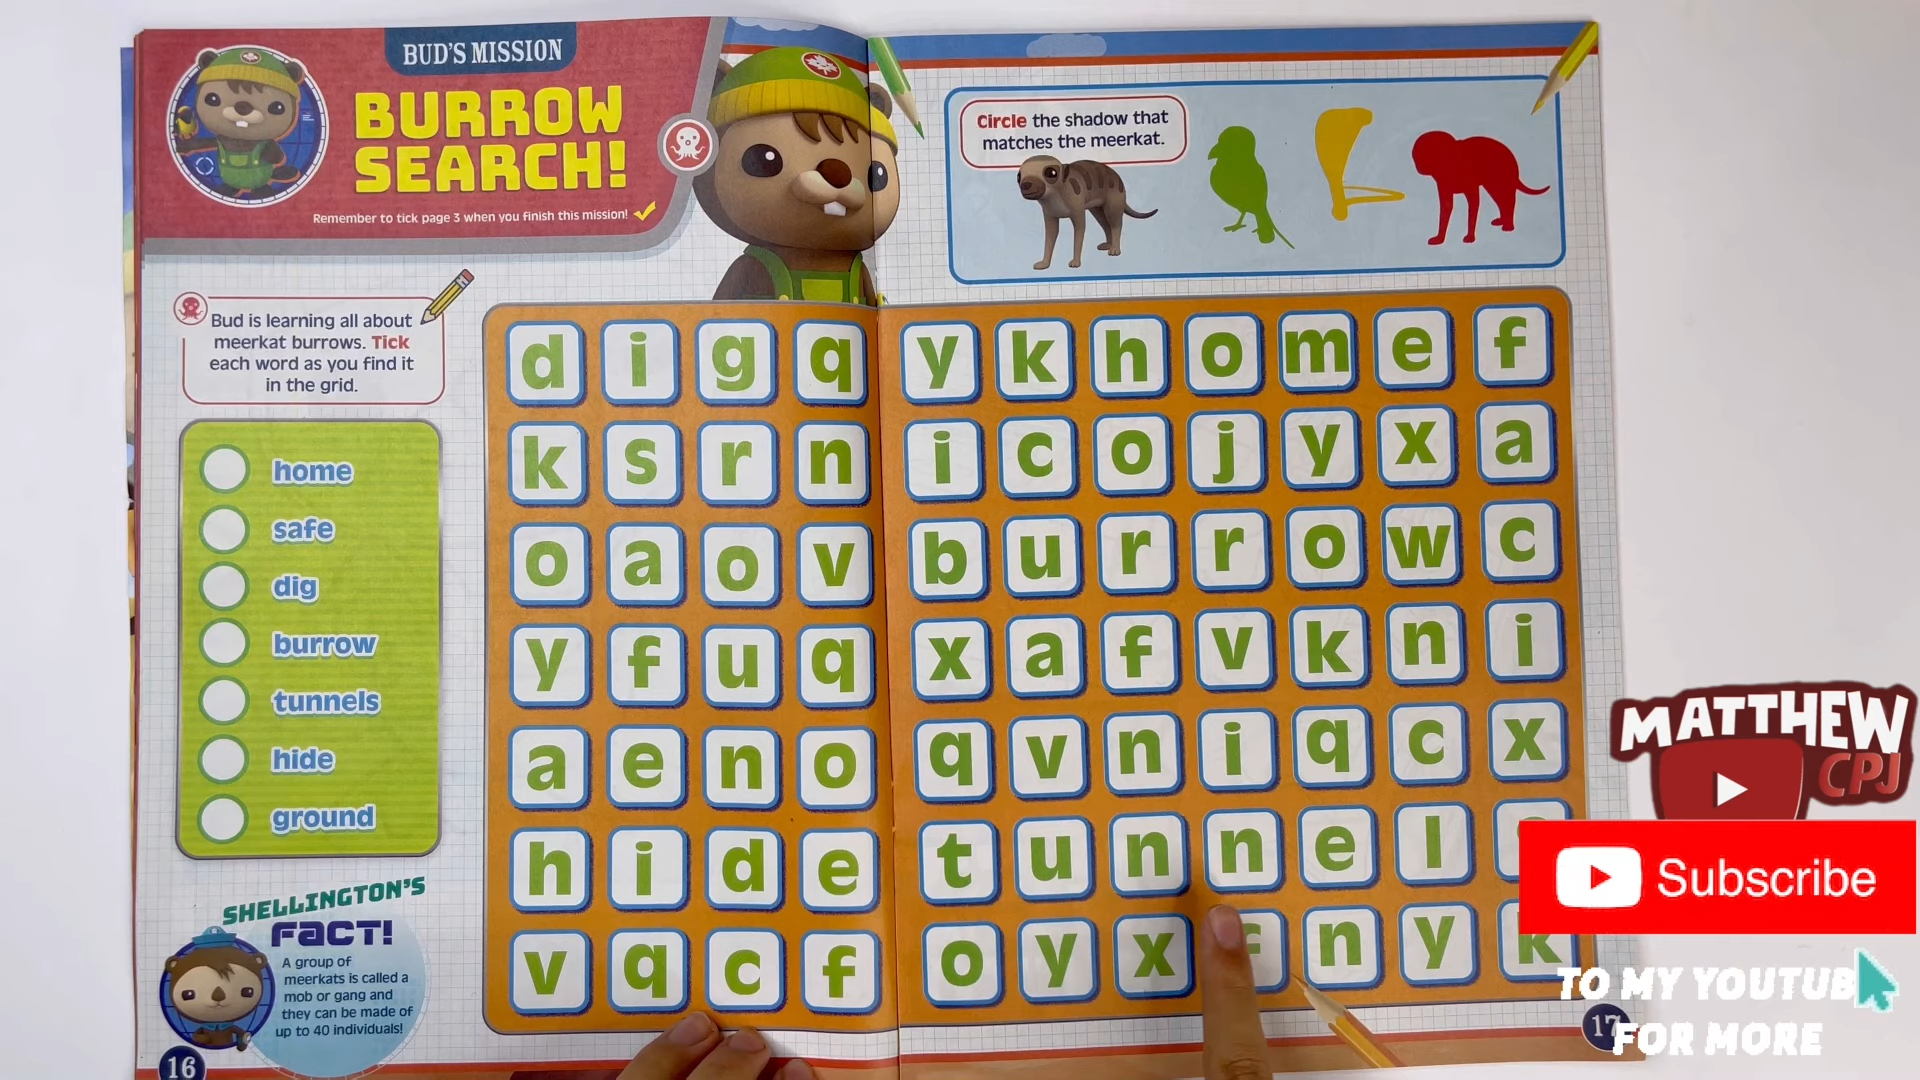 BUD'S MISSION
BURROW
SEARCH!
Remember to tick page 3 when you finish this mission!
Circle the shadow that
matches the meerkat.
Bud is learning all about
meerkat burrows. Tick
each word as you find it
in the grid.
home
safe
dig
burrow
tunnels
hide
ground
d i g q y k h o m e f
k s r n i c o j y x a
o a o v b u r r o w c
y f u q x a f v k n i
a e n o q v n i q c x
h i d e t u n n e l
v q c f o y x n y k
SHELLINGTON'S
FACT!
A group of
meerkats is called a
mob or gang and
they can be made of
up to 40 individuals!
16
17
MATTHEW
CPJ
Subscribe
TO MY YOUTUB
FOR MORE